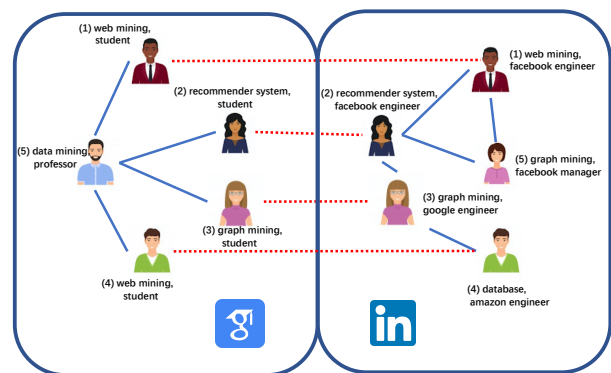 (1) web mining,
student
(2) recommender system,
student
(5) data mining
professor
(3) graph mining,
student
(4) web mining,
student
(1) web mining,
facebook engineer
(2) recommender system,
facebook engineer
(5) graph mining,
facebook manager
(3) graph mining,
google engineer
(4) database,
amazon engineer
g
in